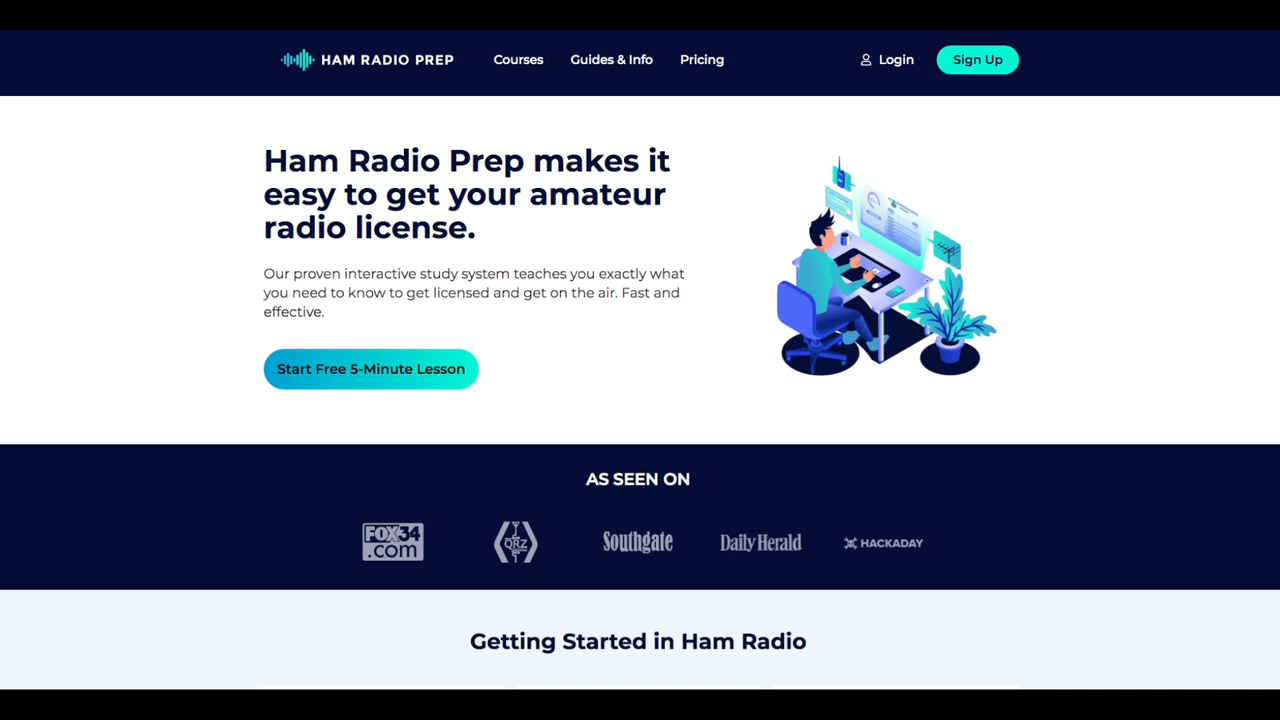 HAM RADIO PREP
Courses
Guides & Info
Pricing
Login
Sign Up
Ham Radio Prep makes it
easy to get your amateur
radio license.
Our proven interactive study system teaches you exactly what
you need to know to get licensed and get on the air. Fast and
effective.
Start Free 5-Minute Lesson
AS SEEN ON
FOX34
.com
QRZ
Southgate
Daily Herald
HACKADAY
Getting Started in Ham Radio